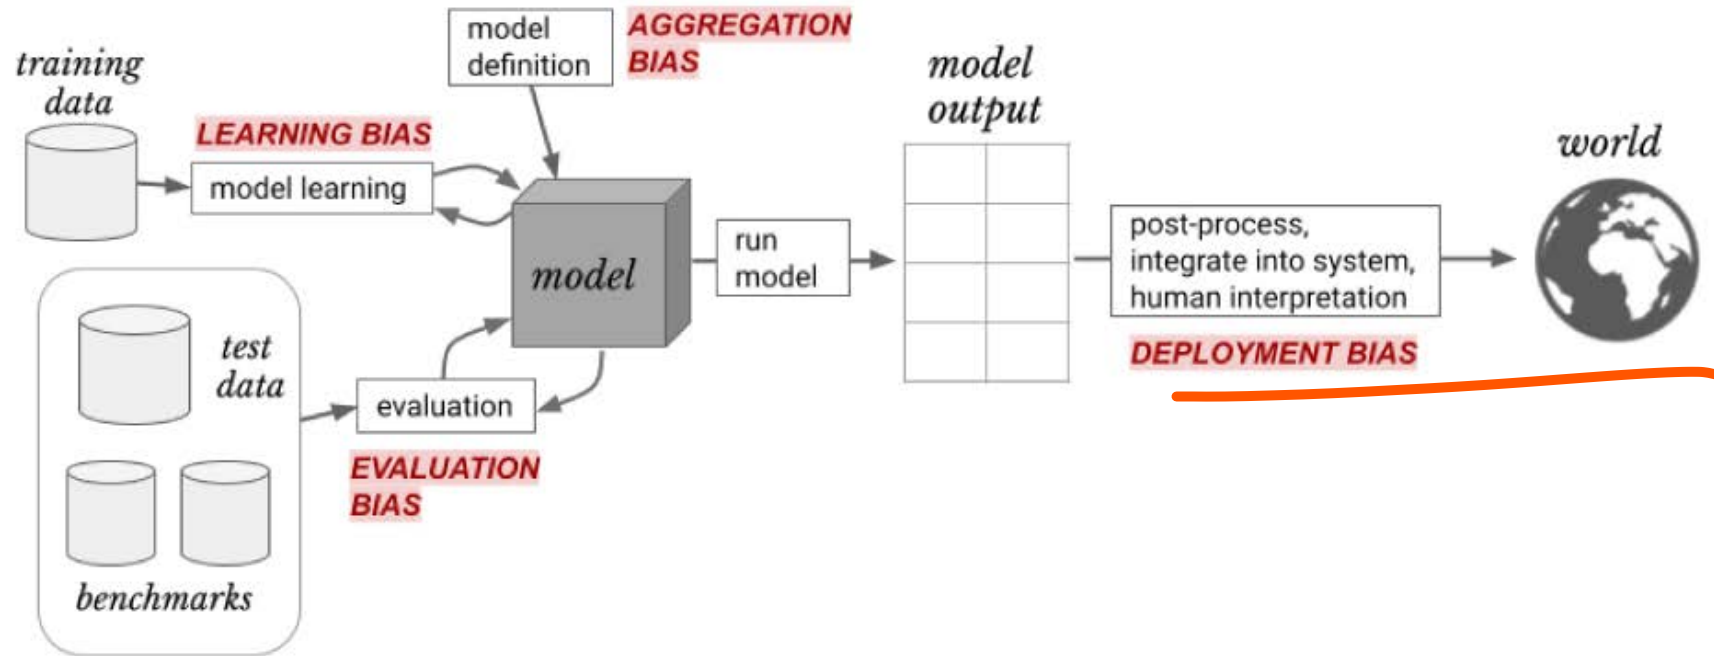 training
data
LEARNING BIAS
model learning
model
definition
AGGREGATION
BIAS
model
test
data
benchmarks
evaluation
EVALUATION
BIAS
run
model
model
output
post-process,
integrate into system,
human interpretation
DEPLOYMENT BIAS
world